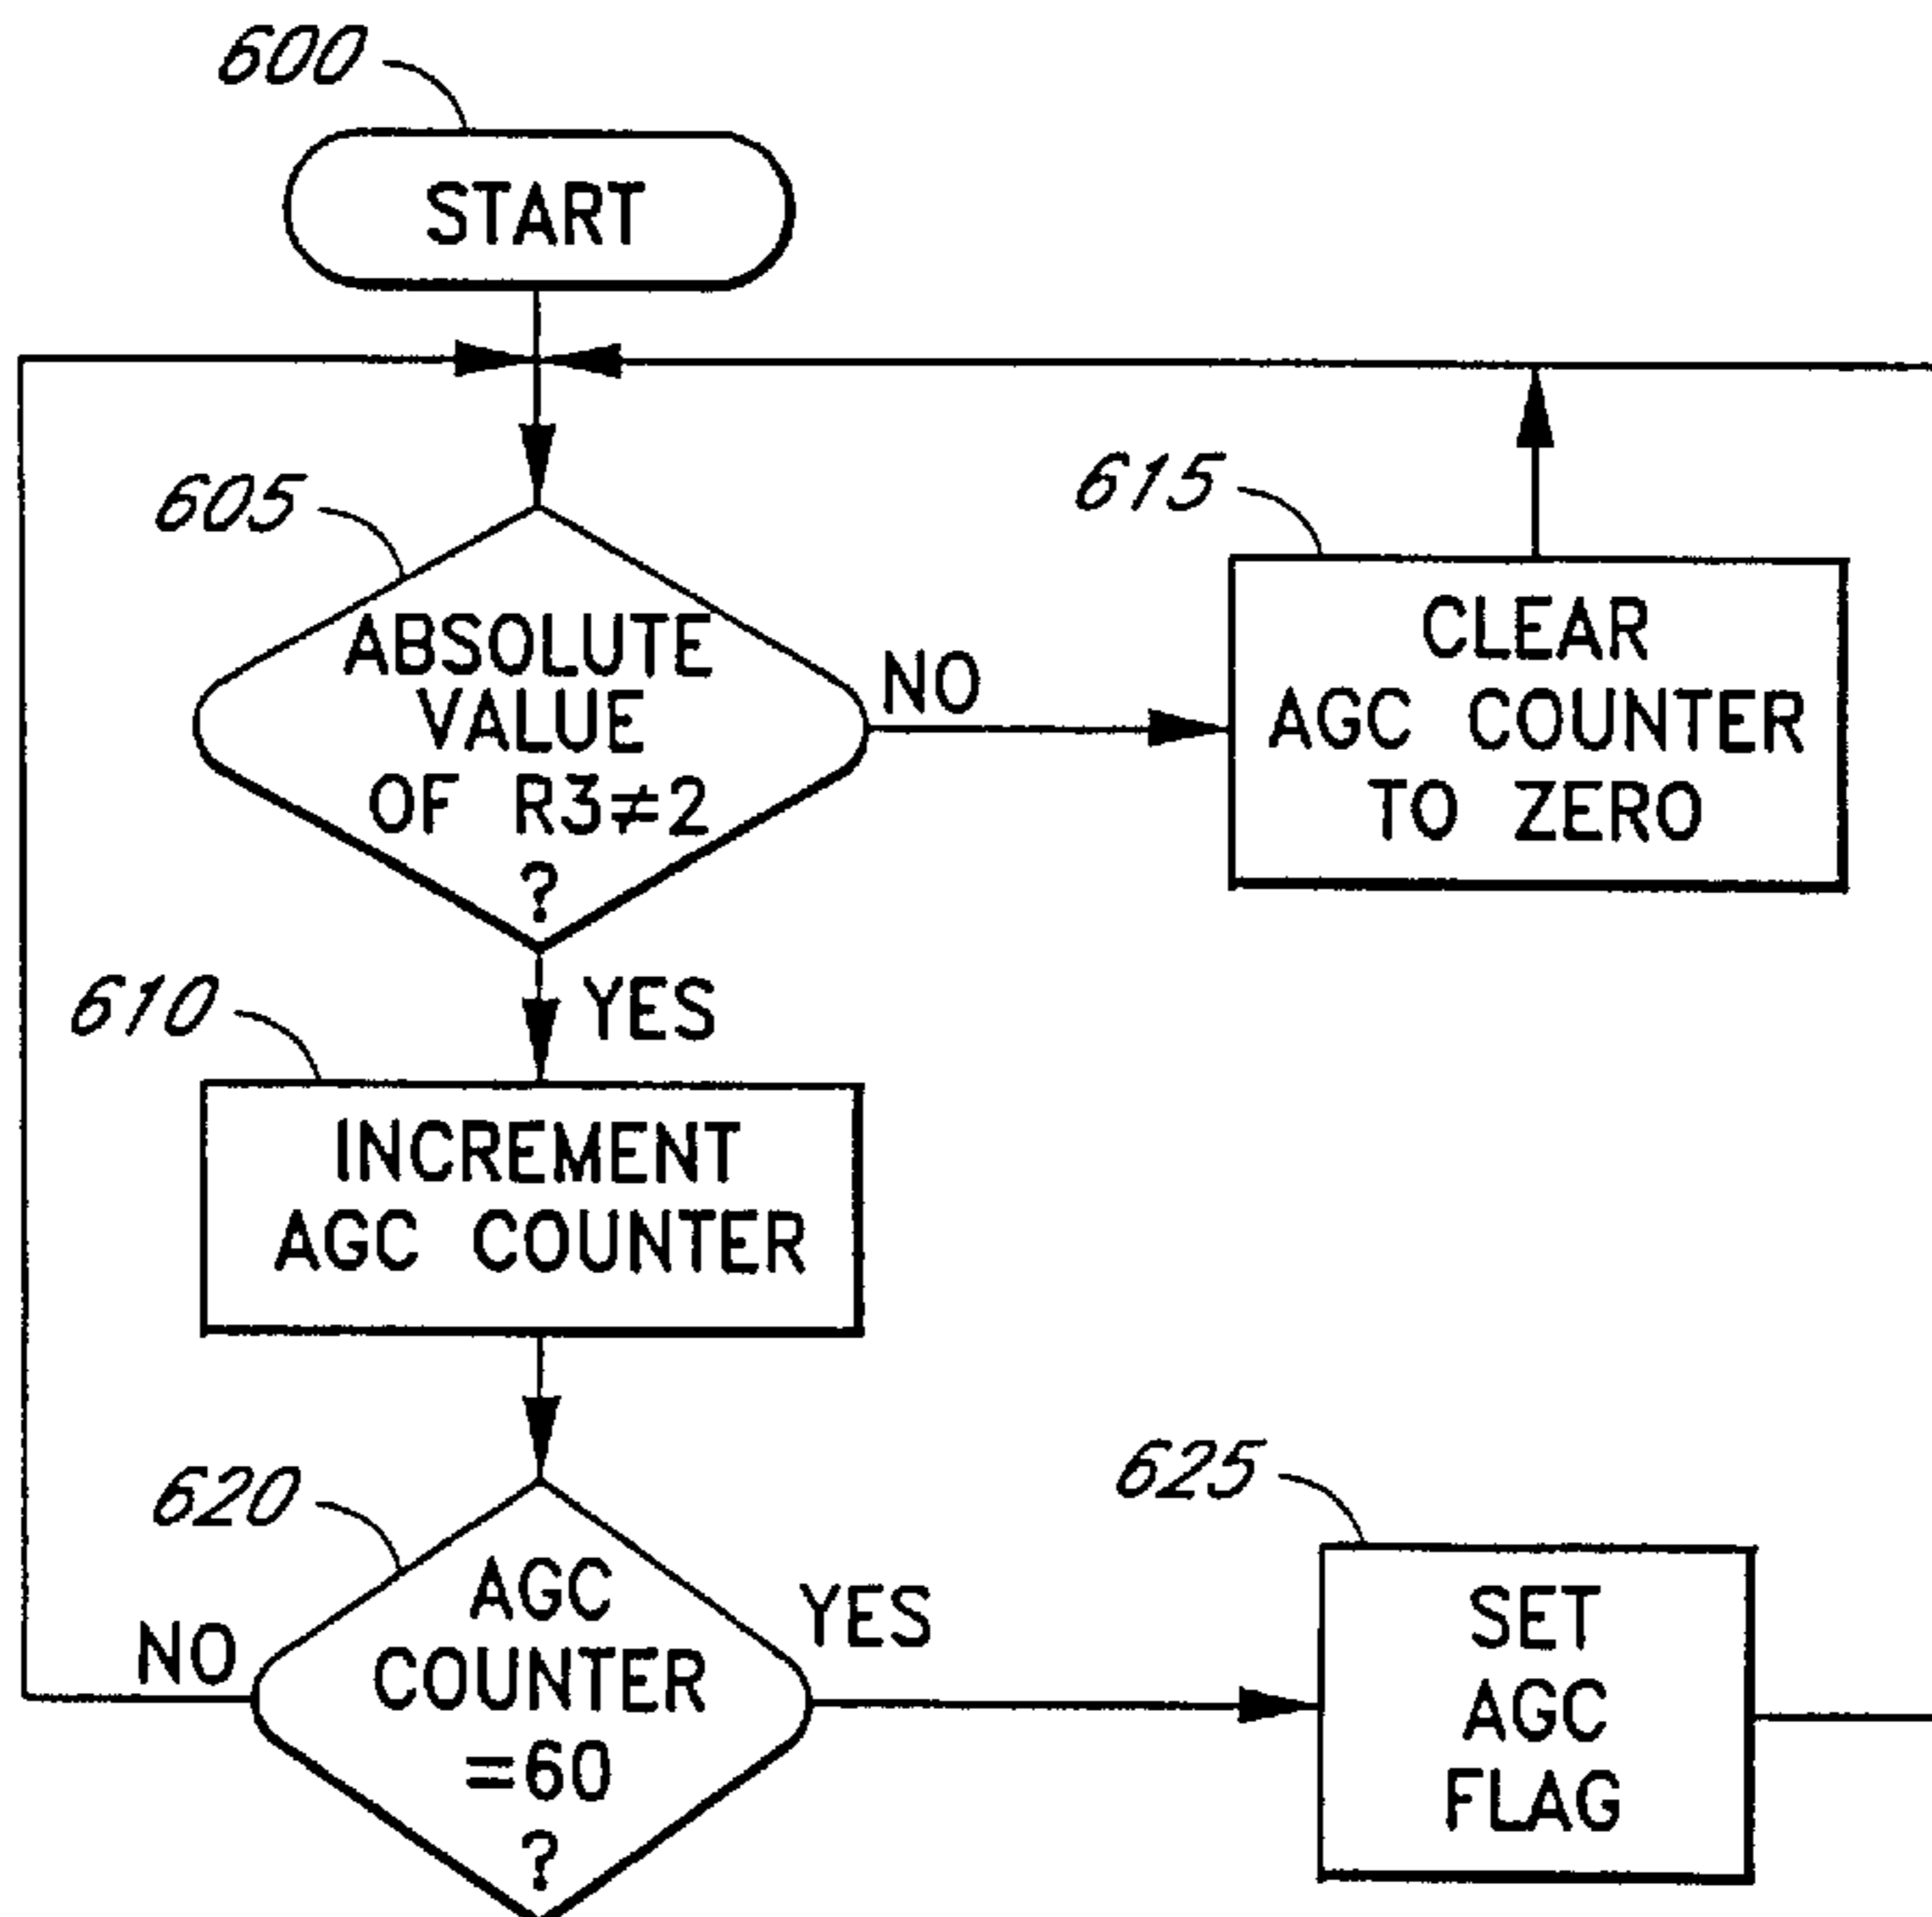 600
START
605
ABSOLUTE
VALUE
OF R3≠2
?
NO
615
CLEAR
AGC COUNTER
TO ZERO
YES
610
INCREMENT
AGC COUNTER
620
AGC
COUNTER
=60
?
NO
YES
625
SET
AGC
FLAG